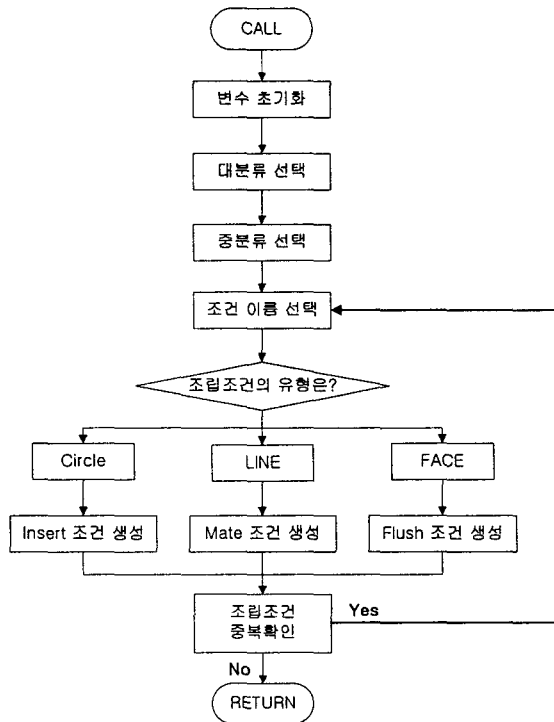 CALL
변수 초기화
대분류 선택
중분류 선택
조건 이름 선택
조립조건의 유형은?
Circle
LINE
FACE
Insert 조건 생성
Mate 조건 생성
Flush 조건 생성
조립조건
중복확인
Yes
No
RETURN